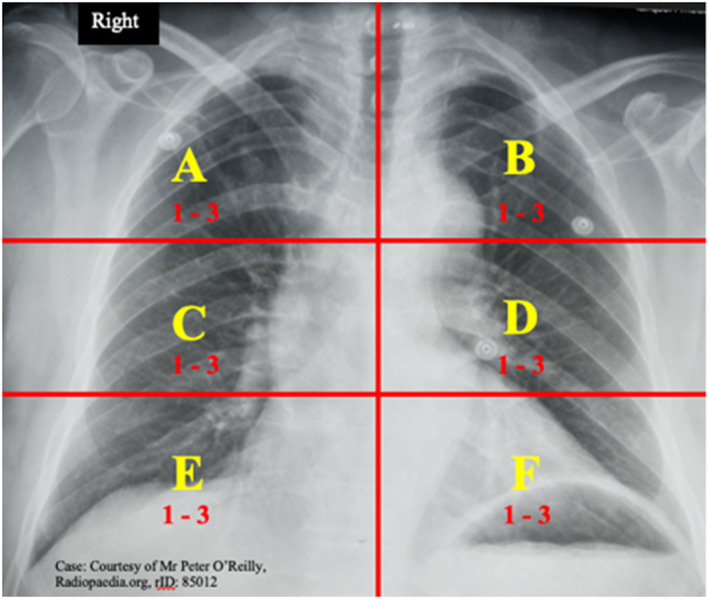 Right
A
1 - 3
B
1 - 3
C
1 - 3
D
1 - 3
E
1 - 3
F
1 - 3
Case: Courtesy of Mr Peter O'Reilly,
Radiopaedia.org, rID: 85012